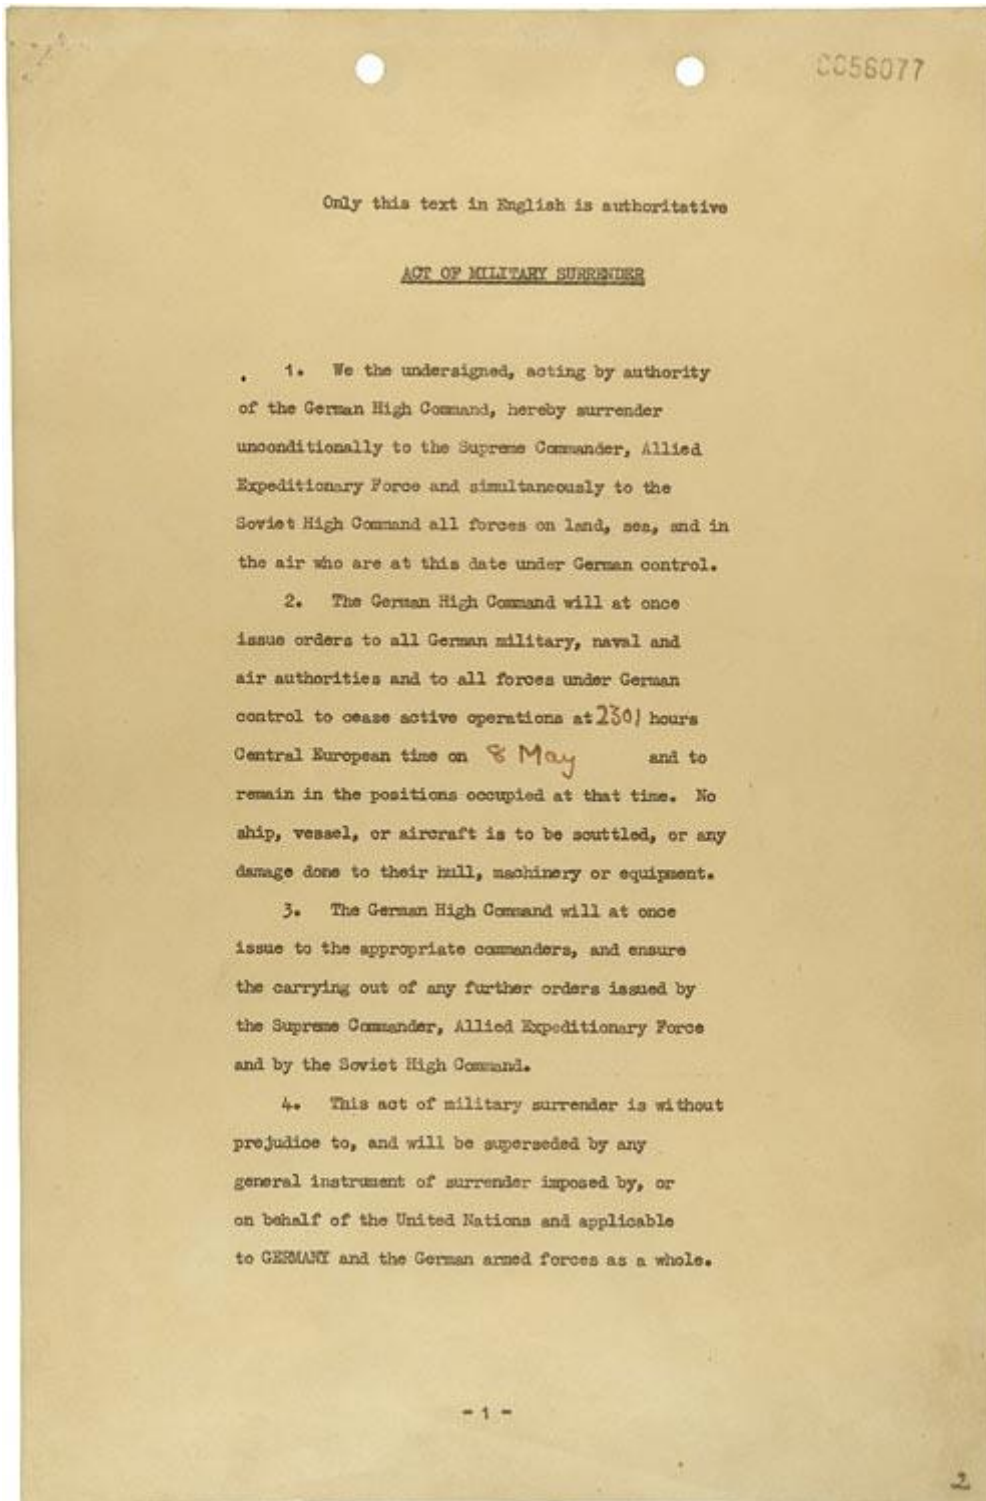 CC56077
Only this text in English is authoritative
ACT OF MILITARY SURRENDER
1. We the undersigned, acting by authority
of the German High Command, hereby surrender
unconditionally to the Supreme Commander, Allied
Expeditionary Force and simultaneously to the
Soviet High Command all forces on land, sea, and in
the air who are at this date under German control.
2. The German High Command will at once
issue orders to all German military, naval and
air authorities and to all forces under German
control to cease active operations at 2301 hours
Central European time on 8 May and to
remain in the positions occupied at that time. No
ship, vessel, or aircraft is to be scuttled, or any
damage done to their hull, machinery or equipment.
3. The German High Command will at once
issue to the appropriate commanders, and ensure
the carrying out of any further orders issued by
the Supreme Commander, Allied Expeditionary Force
and by the Soviet High Command.
4. This act of military surrender is without
prejudice to, and will be superseded by any
general instrument of surrender imposed by, or
on behalf of the United Nations and applicable
to GERMANY and the German armed forces as a whole.
- 1 -
2